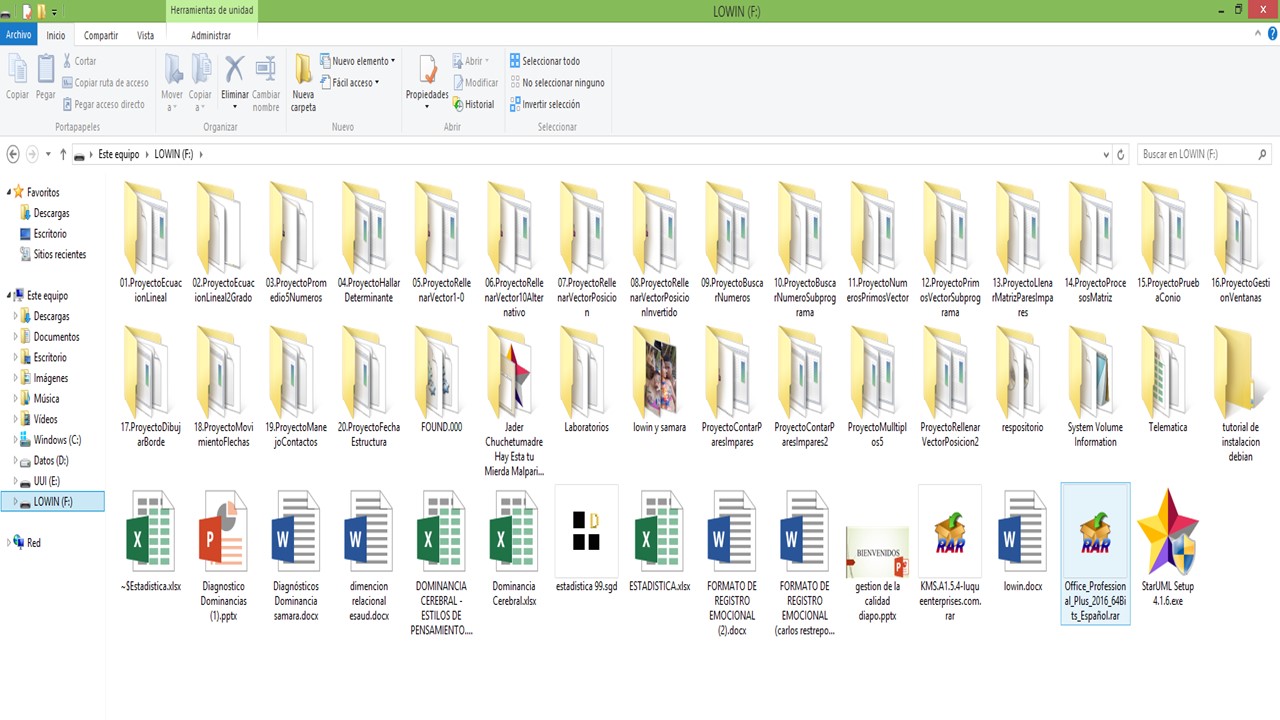 Herramientas de unidad
LOWIN (F:)
Archivo Inicio Compartir Vista Administrar
Copiar
Pegar
Cortar
Copiar ruta de acceso
Pegar acceso directo
Portapapeles
Mover a
Copiar a
Eliminar
Cambiar nombre
Organizar
Nueva carpeta
Nuevo elemento
Fácil acceso
Nuevo
Propiedades
Abrir
Modificar
Historial
Abrir
Seleccionar todo
No seleccionar ninguno
Invertir selección
Seleccionar
Este equipo LOWIN (F:)
Buscar en LOWIN (F:)
Favoritos
Descargas
Escritorio
Sitios recientes
Este equipo
Descargas
Documentos
Escritorio
Imágenes
Música
Vídeos
Windows (C:)
Datos (D:)
UUI (E:)
LOWIN (F:)
Red
01.ProyectoEcuacionLineal
02.ProyectoEcuacionLineal2Grado
03.ProyectoPromedio5Numeros
04.ProyectoHallarDeterminante
05.ProyectoRellenarVector1-0
06.ProyectoRellenarVector10Alternativo
07.ProyectoRellenarVectorPosicion
08.ProyectoRellenarVectorPosicionInvertido
09.ProyectoBuscarNumeros
10.ProyectoBuscarNumeroSubprograma
11.ProyectoNumerosPrimosVector
12.ProyectoPrimosVectorSubprograma
13.ProyectoLlenarMatrizParesImpares
14.ProyectoProcesosMatriz
15.ProyectoPruebaConio
16.ProyectoGestionVentanas
17.ProyectoDibujarBorde
18.ProyectoMovimientoFlechas
19.ProyectoManejoContactos
20.ProyectoFechaEstructura
FOUND.000
Jader Chuchetumadre Hay Esta tu Mierda Malpari...
Laboratorios
lowin y samara
ProyectoContarParesImpares
ProyectoContarParesImpares2
ProyectoMulltiplos5
ProyectoRellenarVectorPosicion2
respositorio
System Volume Information
Telematica
tutorial de instalacion debian
~$Estadistica.xlsx
Diagnostico Dominancias (1).pptx
Diagnósticos Dominancia samara.docx
dimencion relacional esaud.docx
DOMINANCIA CEREBRAL - ESTILOS DE PENSAMIENTO....
Dominancia Cerebral.xlsx
estadistica 99.sgd
ESTADISTICA.xlsx
FORMATO DE REGISTRO EMOCIONAL (2).docx
FORMATO DE REGISTRO EMOCIONAL (carlos restrepo...
BIENVENIDOS
gestion de la calidad diapo.pptx
RAR
KMS.A1.5.4-luquenterprises.com.rar
lowin.docx
RAR
Office_Professional_Plus_2016_64Bits_Español.rar
StarUML Setup 4.1.6.exe